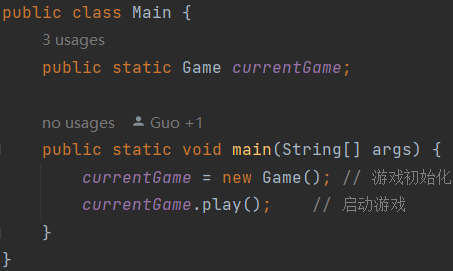 public class Main {
3 usages
public static Game currentGame;
no usages Guo +1
public static void main(String[] args) {
currentGame = new Game(); // 游戏初始化
currentGame.play(); // 启动游戏
}
}